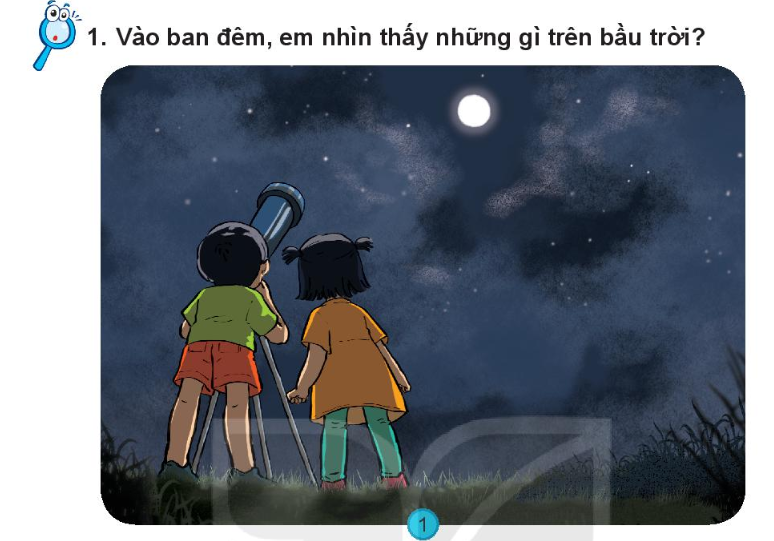 1. Vào ban đêm, em nhìn thấy những gì trên bầu trời?
1